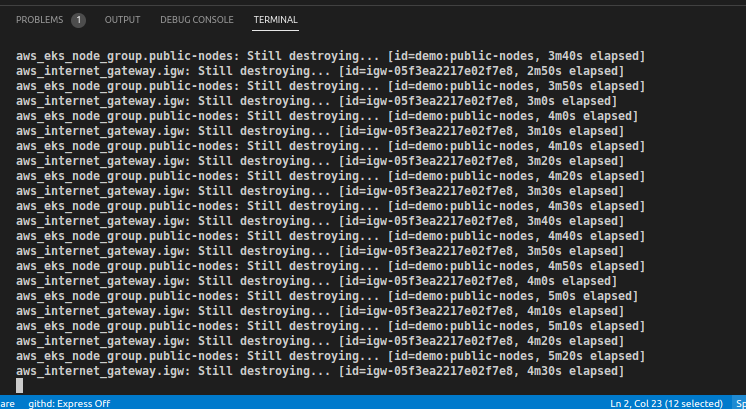 PROBLEMS 1 OUTPUT DEBUG CONSOLE TERMINAL
aws_eks_node_group.public-nodes: Still destroying... [id=demo:public-nodes, 3m40s elapsed]
aws_internet_gateway.igw: Still destroying... [id=igw-05f3ea2217e02f7e8, 2m50s elapsed]
aws_eks_node_group.public-nodes: Still destroying... [id=demo:public-nodes, 3m50s elapsed]
aws_internet_gateway.igw: Still destroying... [id=igw-05f3ea2217e02f7e8, 3m0s elapsed]
aws_eks_node_group.public-nodes: Still destroying... [id=demo:public-nodes, 4m0s elapsed]
aws_internet_gateway.igw: Still destroying... [id=igw-05f3ea2217e02f7e8, 3m10s elapsed]
aws_eks_node_group.public-nodes: Still destroying... [id=demo:public-nodes, 4m10s elapsed]
aws_internet_gateway.igw: Still destroying... [id=igw-05f3ea2217e02f7e8, 3m20s elapsed]
aws_eks_node_group.public-nodes: Still destroying... [id=demo:public-nodes, 4m20s elapsed]
aws_internet_gateway.igw: Still destroying... [id=igw-05f3ea2217e02f7e8, 3m30s elapsed]
aws_eks_node_group.public-nodes: Still destroying... [id=demo:public-nodes, 4m30s elapsed]
aws_internet_gateway.igw: Still destroying... [id=igw-05f3ea2217e02f7e8, 3m40s elapsed]
aws_eks_node_group.public-nodes: Still destroying... [id=demo:public-nodes, 4m40s elapsed]
aws_internet_gateway.igw: Still destroying... [id=igw-05f3ea2217e02f7e8, 3m50s elapsed]
aws_eks_node_group.public-nodes: Still destroying... [id=demo:public-nodes, 4m50s elapsed]
aws_internet_gateway.igw: Still destroying... [id=igw-05f3ea2217e02f7e8, 4m0s elapsed]
aws_eks_node_group.public-nodes: Still destroying... [id=demo:public-nodes, 5m0s elapsed]
aws_internet_gateway.igw: Still destroying... [id=igw-05f3ea2217e02f7e8, 4m10s elapsed]
aws_eks_node_group.public-nodes: Still destroying... [id=demo:public-nodes, 5m10s elapsed]
aws_internet_gateway.igw: Still destroying... [id=igw-05f3ea2217e02f7e8, 4m20s elapsed]
aws_eks_node_group.public-nodes: Still destroying... [id=demo:public-nodes, 5m20s elapsed]
aws_internet_gateway.igw: Still destroying... [id=igw-05f3ea2217e02f7e8, 4m30s elapsed]
are githd: Express Off Ln 2, Col 23 (12 selected) Sp